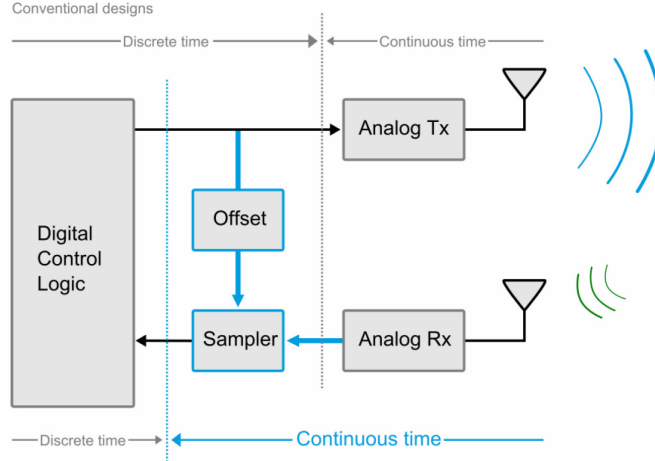 Conventional designs
Discrete time
Continuous time
Analog Tx
Offset
Digital
Control
Logic
Sampler
Analog Rx
Discrete time
Continuous time